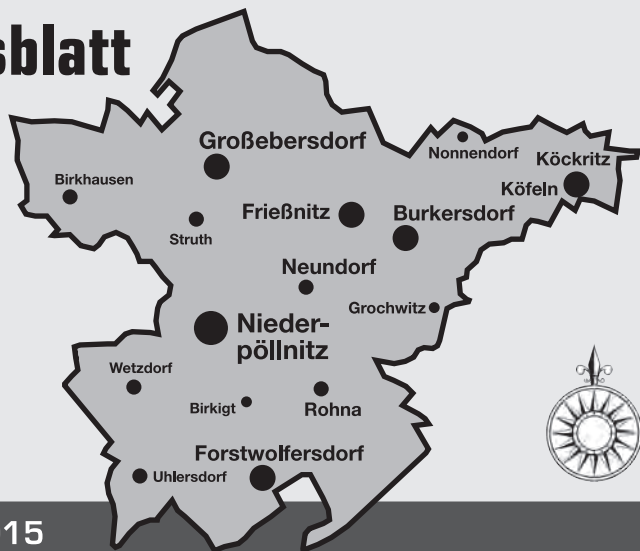 sblatt
Großebersdorf
Nonnendorf
Köckritz
Birkhausen
Köfeln
Frießnitz
Burkersdorf
Struth
Neundorf
Grochwitz
Nieder-
pöllnitz
Wetzdorf
Birkigt
Rohna
Forstwolfersdorf
Uhlersdorf
15